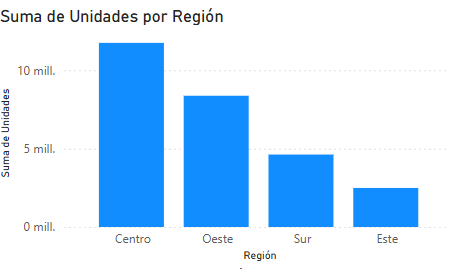 Suma de Unidades por Región
Suma de Unidades
10 mill.
5 mill.
0 mill.
Centro Oeste Sur Este
Región